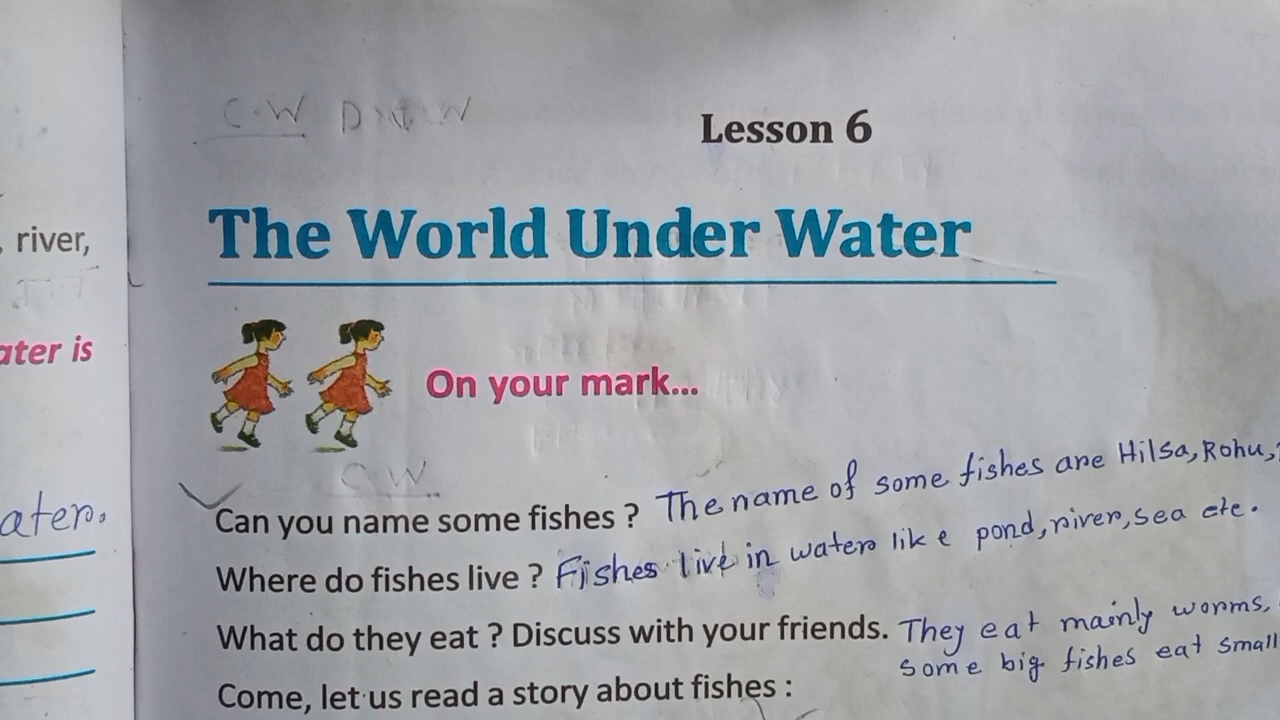 C.W
Lesson 6
The World Under Water
river,
ater is
On your mark...
C W
Can you name some fishes ? The name of some fishes are Hilsa, Rohu,
ater.
Where do fishes live ? Fishes live in water like pond, river, sea etc.
What do they eat ? Discuss with your friends. They eat mainly worms,
some big fishes eat small
Come, let us read a story about fishes :